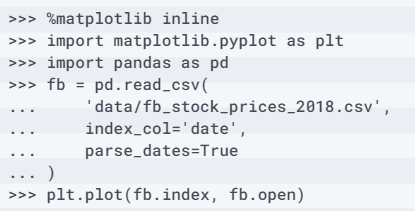 >>> %matplotlib inline
>>> import matplotlib.pyplot as plt
>>> import pandas as pd
>>> fb = pd.read_csv(
...     'data/fb_stock_prices_2018.csv',
...     index_col='date',
...     parse_dates=True
... )
>>> plt.plot(fb.index, fb.open)